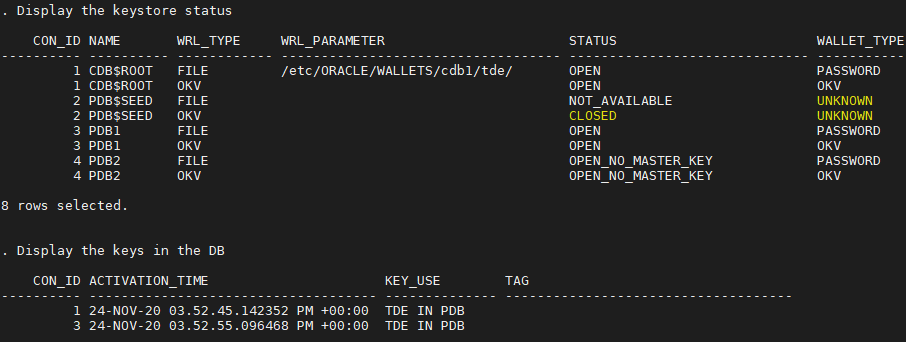 . Display the keystore status
CON_ID NAME WRL_TYPE WRL_PARAMETER STATUS WALLET_TYPE
---------- ---------- ------------ ----------------------------------- ------------------------------ -----------
1 CDB$ROOT FILE /etc/ORACLE/WALLETS/cdb1/tde/ OPEN PASSWORD
1 CDB$ROOT OKV OPEN OKV
2 PDB$SEED FILE NOT_AVAILABLE UNKNOWN
2 PDB$SEED OKV CLOSED UNKNOWN
3 PDB1 FILE OPEN PASSWORD
3 PDB1 OKV OPEN OKV
4 PDB2 FILE OPEN_NO_MASTER_KEY PASSWORD
4 PDB2 OKV OPEN_NO_MASTER_KEY OKV
8 rows selected.
. Display the keys in the DB
CON_ID ACTIVATION_TIME KEY_USE TAG
---------- ------------------------------------ -------------- ------------------------------------
1 24-NOV-20 03.52.45.142352 PM +00:00 TDE IN PDB
3 24-NOV-20 03.52.55.096468 PM +00:00 TDE IN PDB